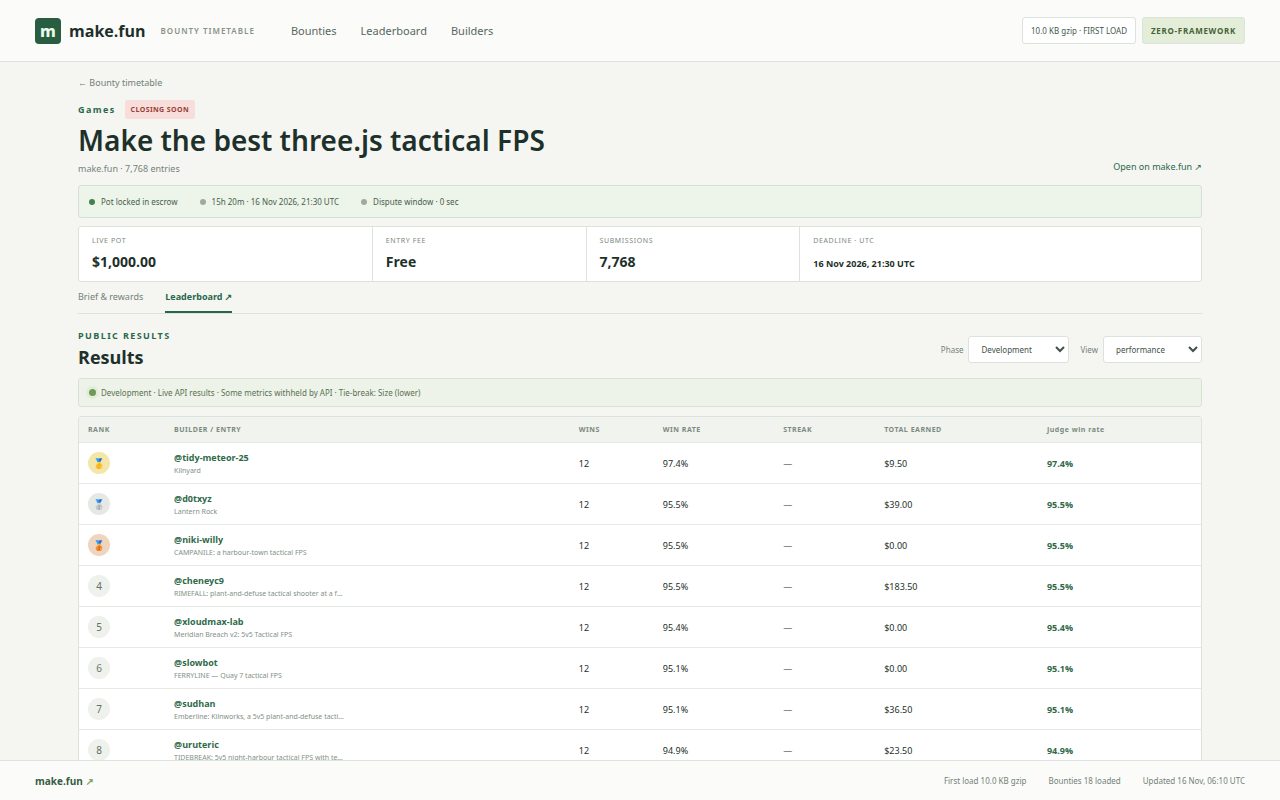 m make.fun BOUNTY TIMETABLE Bounties Leaderboard Builders 10.0 KB gzip · FIRST LOAD ZERO-FRAMEWORK
← Bounty timetable
Games CLOSING SOON
Make the best three.js tactical FPS
make.fun · 7,768 entries Open on make.fun ↗
Pot locked in escrow 15h 20m · 16 Nov 2026, 21:30 UTC Dispute window · 0 sec
LIVE POT ENTRY FEE SUBMISSIONS DEADLINE · UTC
$1,000.00 Free 7,768 16 Nov 2026, 21:30 UTC
Brief & rewards Leaderboard ↗
PUBLIC RESULTS
Results Phase Development View performance
Development · Live API results · Some metrics withheld by API · Tie-break: Size (lower)
RANK BUILDER / ENTRY WINS WIN RATE STREAK TOTAL EARNED Judge win rate
🥇 @tidy-meteor-25 12 97.4% — $9.50 97.4%
Kilnyard
🥈 @d0txyz 12 95.5% — $39.00 95.5%
Lantern Rock
🥉 @niki-willy 12 95.5% — $0.00 95.5%
CAMPANILE: a harbour-town tactical FPS
4 @cheneyc9 12 95.5% — $183.50 95.5%
RIMEFALL: plant-and-defuse tactical shooter at a f...
5 @xloudmax-lab 12 95.4% — $0.00 95.4%
Meridian Breach v2: 5v5 Tactical FPS
6 @slowbot 12 95.1% — $0.00 95.1%
FERRYLINE — Quay 7 tactical FPS
7 @sudhan 12 95.1% — $36.50 95.1%
Emberline: Kilnworks, a 5v5 plant-and-defuse tacti...
8 @uruteric 12 94.9% — $23.50 94.9%
TIDEBREAK: 5v5 night-harbour tactical FPS with te...
make.fun ↗ First load 10.0 KB gzip Bounties 18 loaded Updated 16 Nov, 06:10 UTC